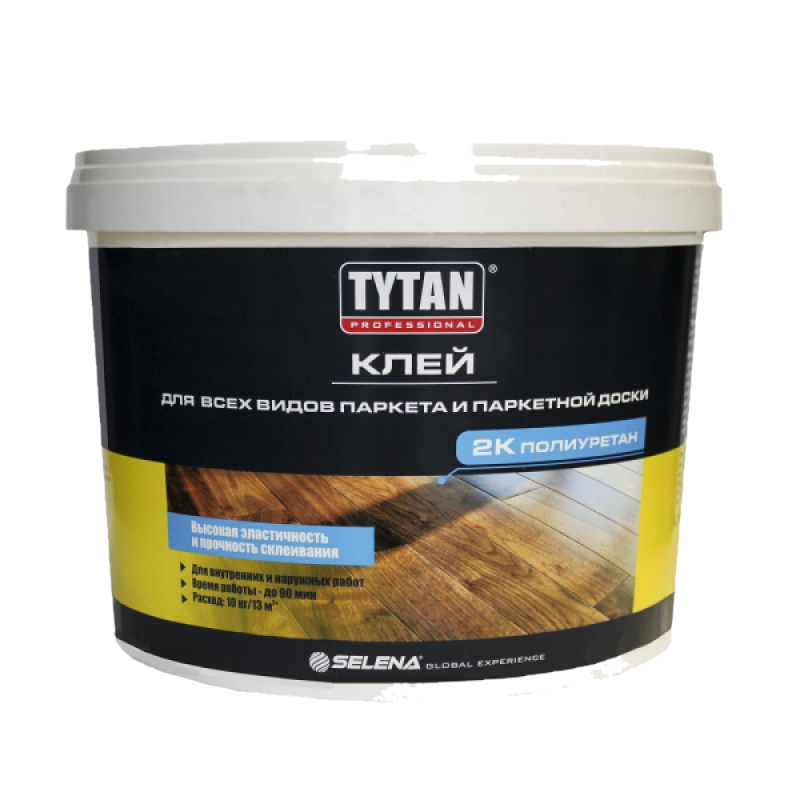 TYTAN®
PROFESSIONAL
КЛЕЙ
ДЛЯ ВСЕХ ВИДОВ ПАРКЕТА И ПАРКЕТНОЙ ДОСКИ
2К ПОЛИУРЕТАН
Высокая эластичность
и прочность склеивания
Для внутренних и наружных работ
Время работы - до 90 мин
Расход: 10 кг/13 м²*
SELENA® GLOBAL EXPERIENCE